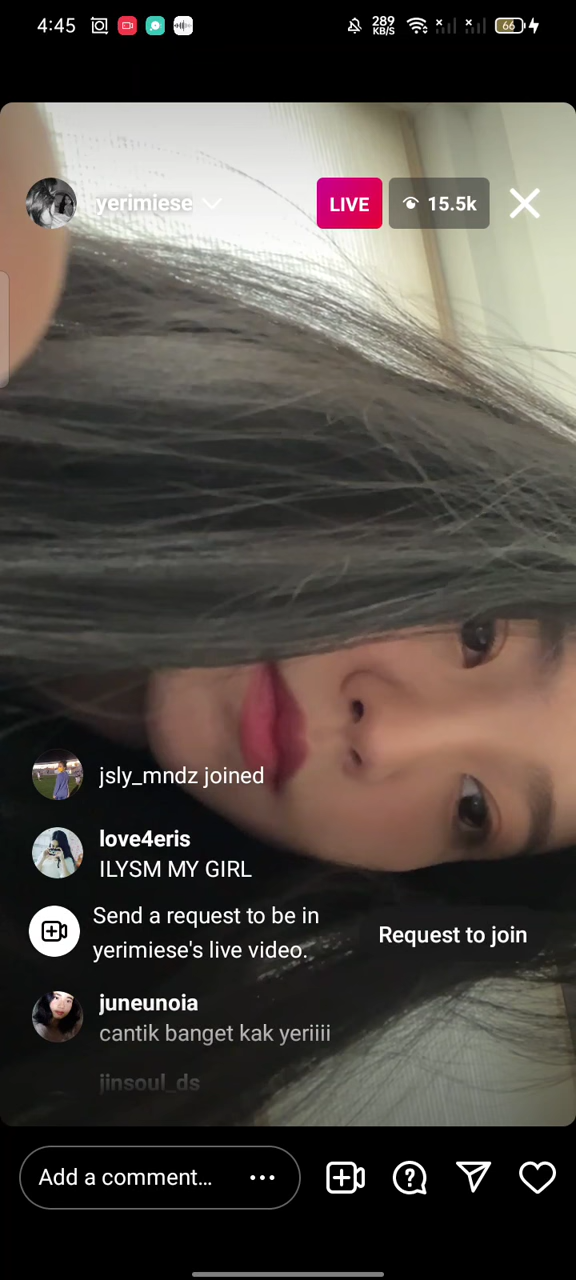 4:45
289
KB/S
66
yerimiese
LIVE
15.5k
jsly_mndz joined
love4eris
ILYSM MY GIRL
Send a request to be in
yerimiese's live video.
Request to join
juneunoia
cantik banget kak yeriiii
jinsoul_ds
Add a comment...